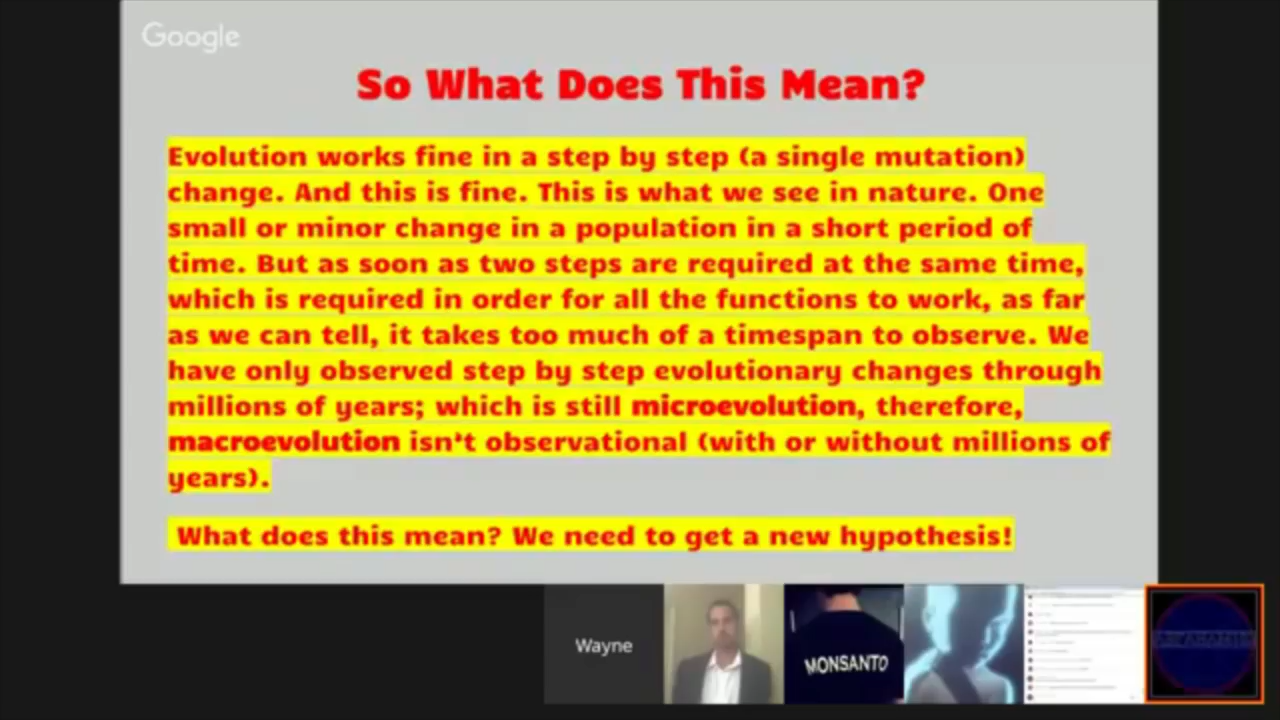 Google
So What Does This Mean?
Evolution works fine in a step by step (a single mutation)
change. And this is fine. This is what we see in nature. One
small or minor change in a population in a short period of
time. But as soon as two steps are required at the same time,
which is required in order for all the functions to work, as far
as we can tell, it takes too much of a timespan to observe. We
have only observed step by step evolutionary changes through
millions of years; which is still microevolution, therefore,
macroevolution isn't observational (with or without millions of
years).
What does this mean? We need to get a new hypothesis!
Wayne
MONSANTO